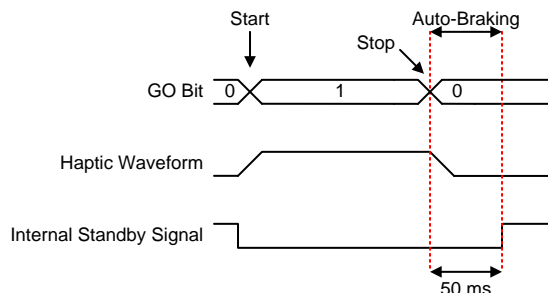 Start
Auto-Braking
Stop
GO Bit
0
1
0
Haptic Waveform
Internal Standby Signal
50 ms